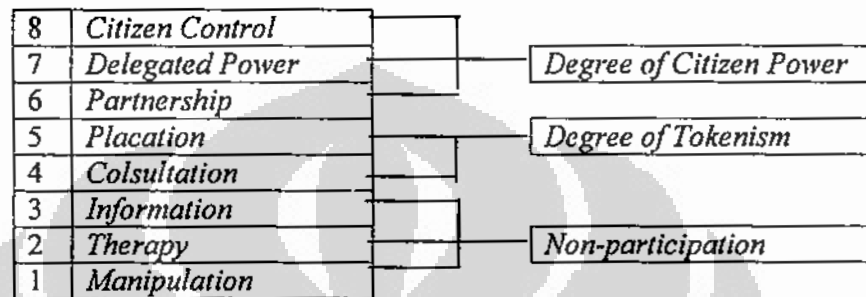 8 Citizen Control
7 Delegated Power Degree of Citizen Power
6 Partnership
5 Placation Degree of Tokenism
4 Colsultation
3 Information
2 Therapy Non-participation
1 Manipulation